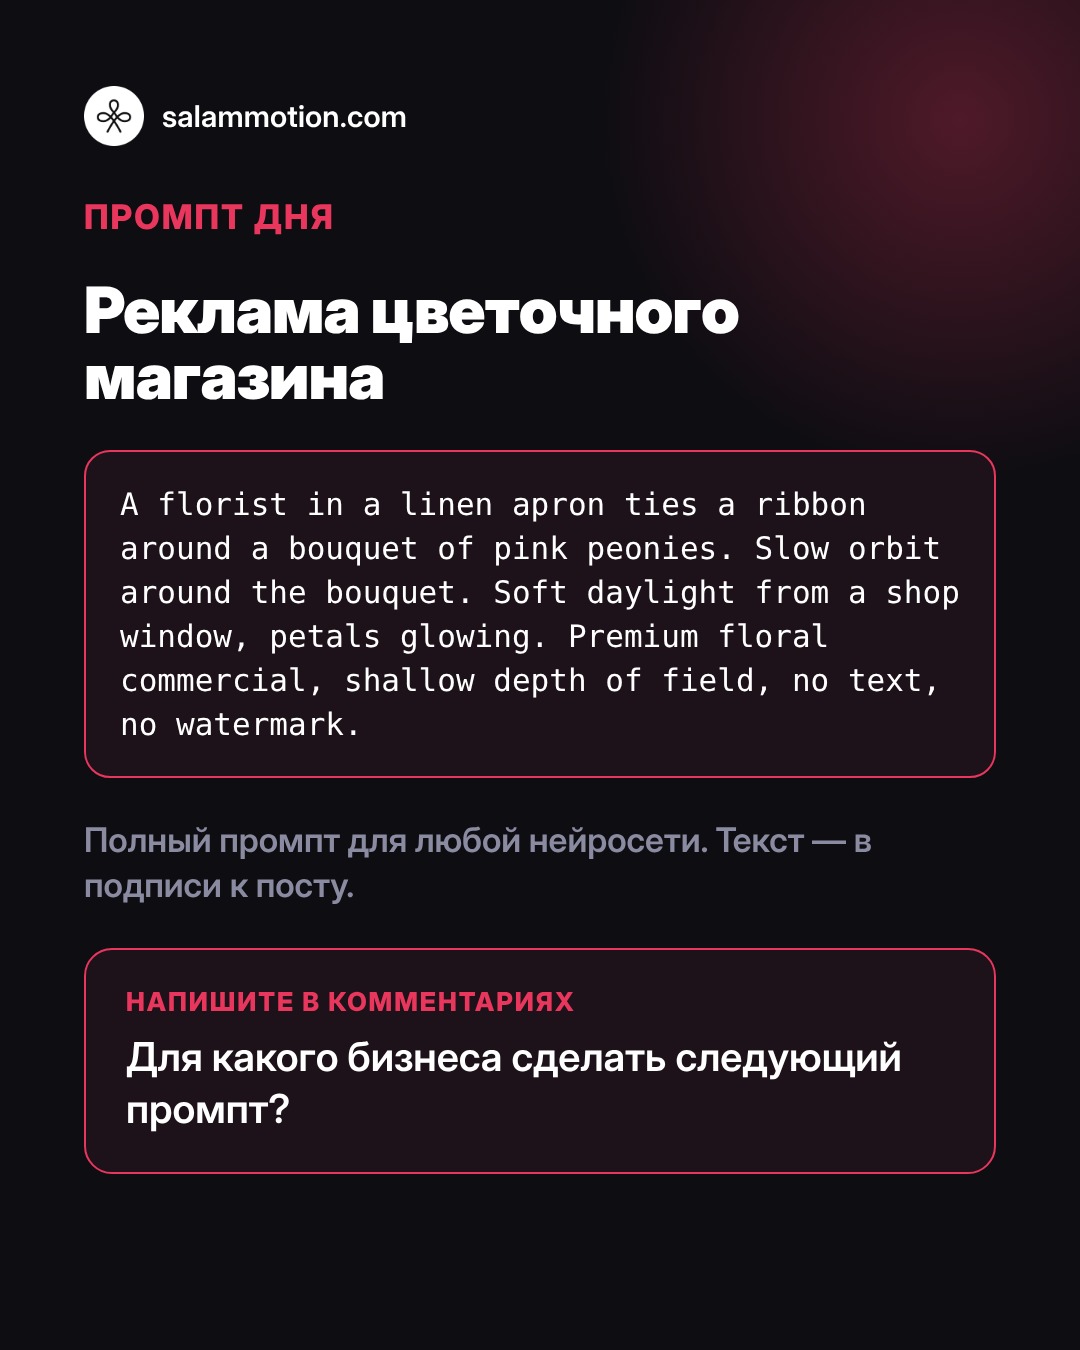 salammotion.com
ПРОМПТ ДНЯ
Реклама цветочного
магазина
A florist in a linen apron ties a ribbon
around a bouquet of pink peonies. Slow orbit
around the bouquet. Soft daylight from a shop
window, petals glowing. Premium floral
commercial, shallow depth of field, no text,
no watermark.
Полный промпт для любой нейросети. Текст — в
подписи к посту.
НАПИШИТЕ В КОММЕНТАРИЯХ
Для какого бизнеса сделать следующий
промпт?